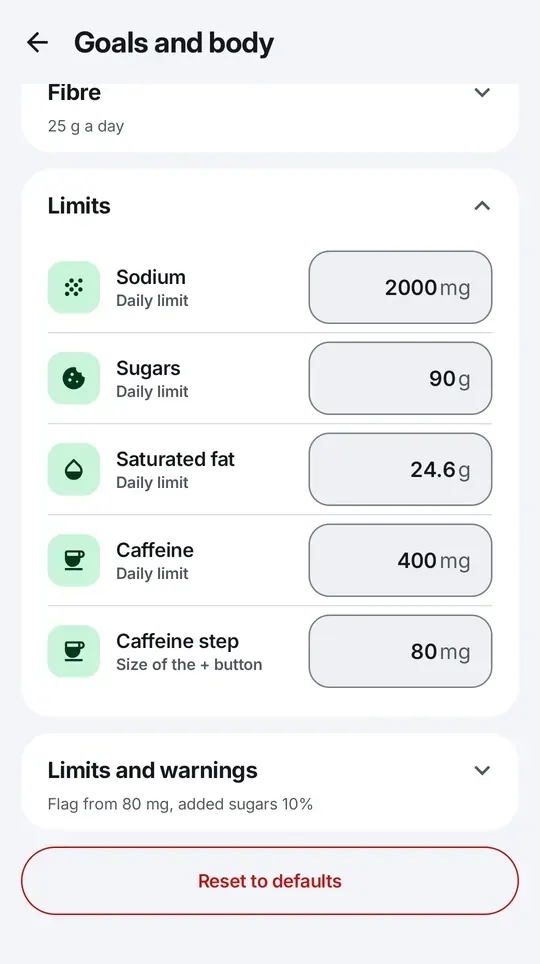 Goals and body
Fibre
25 g a day
Limits
Sodium
Daily limit
2000 mg
Sugars
Daily limit
90 g
Saturated fat
Daily limit
24.6 g
Caffeine
Daily limit
400 mg
Caffeine step
Size of the + button
80 mg
Limits and warnings
Flag from 80 mg, added sugars 10%
Reset to defaults